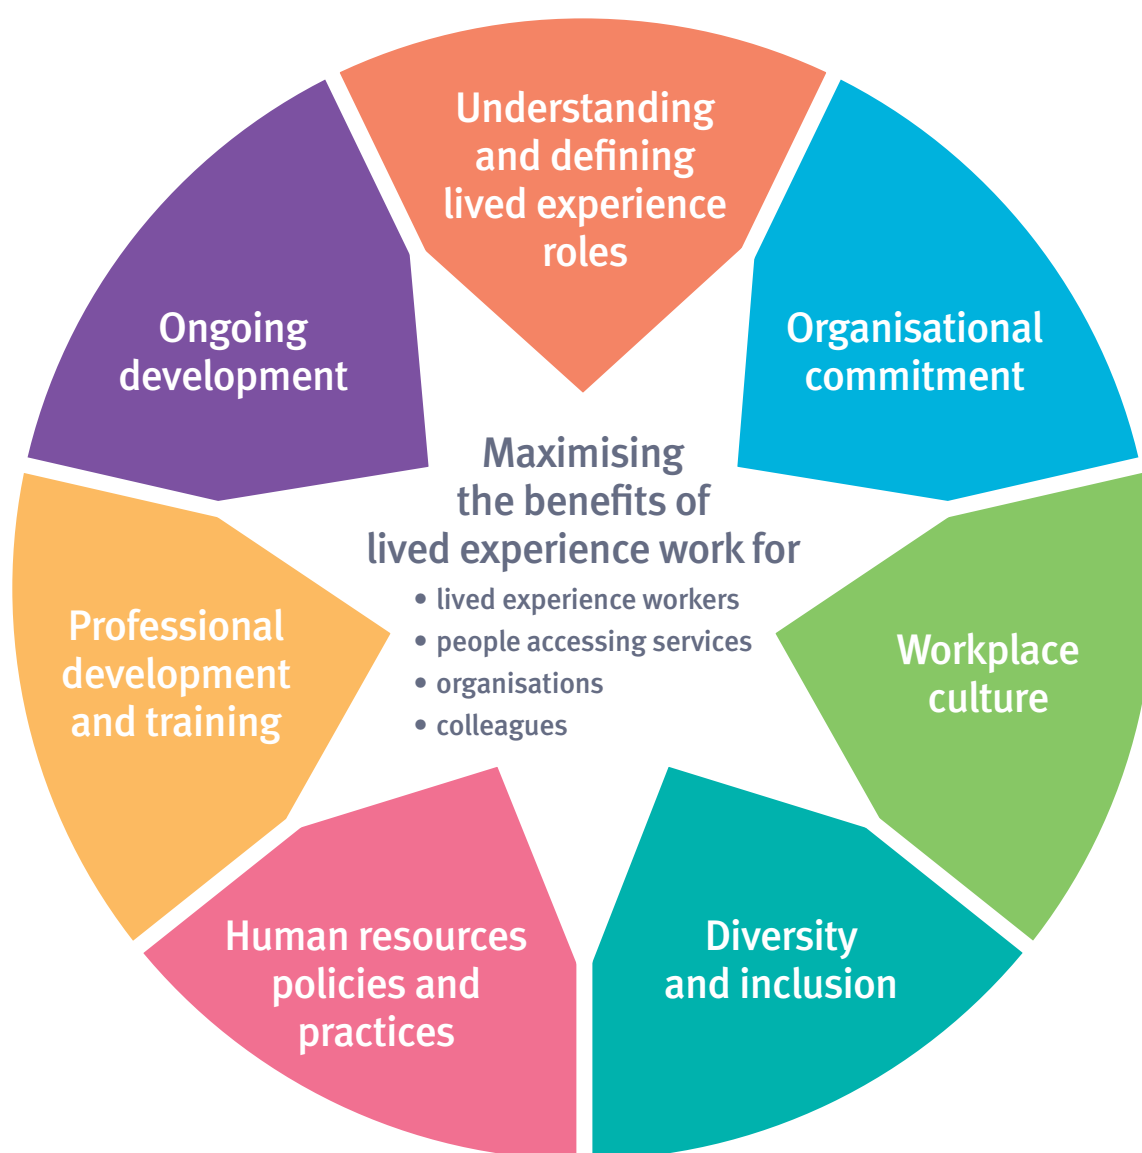 Understanding
and defining
lived experience
roles
Organisational
commitment
Workplace
culture
Diversity
and inclusion
Human resources
policies and
practices
Professional
development
and training
Ongoing
development
Maximising
the benefits of
lived experience work for
• lived experience workers
• people accessing services
• organisations
• colleagues